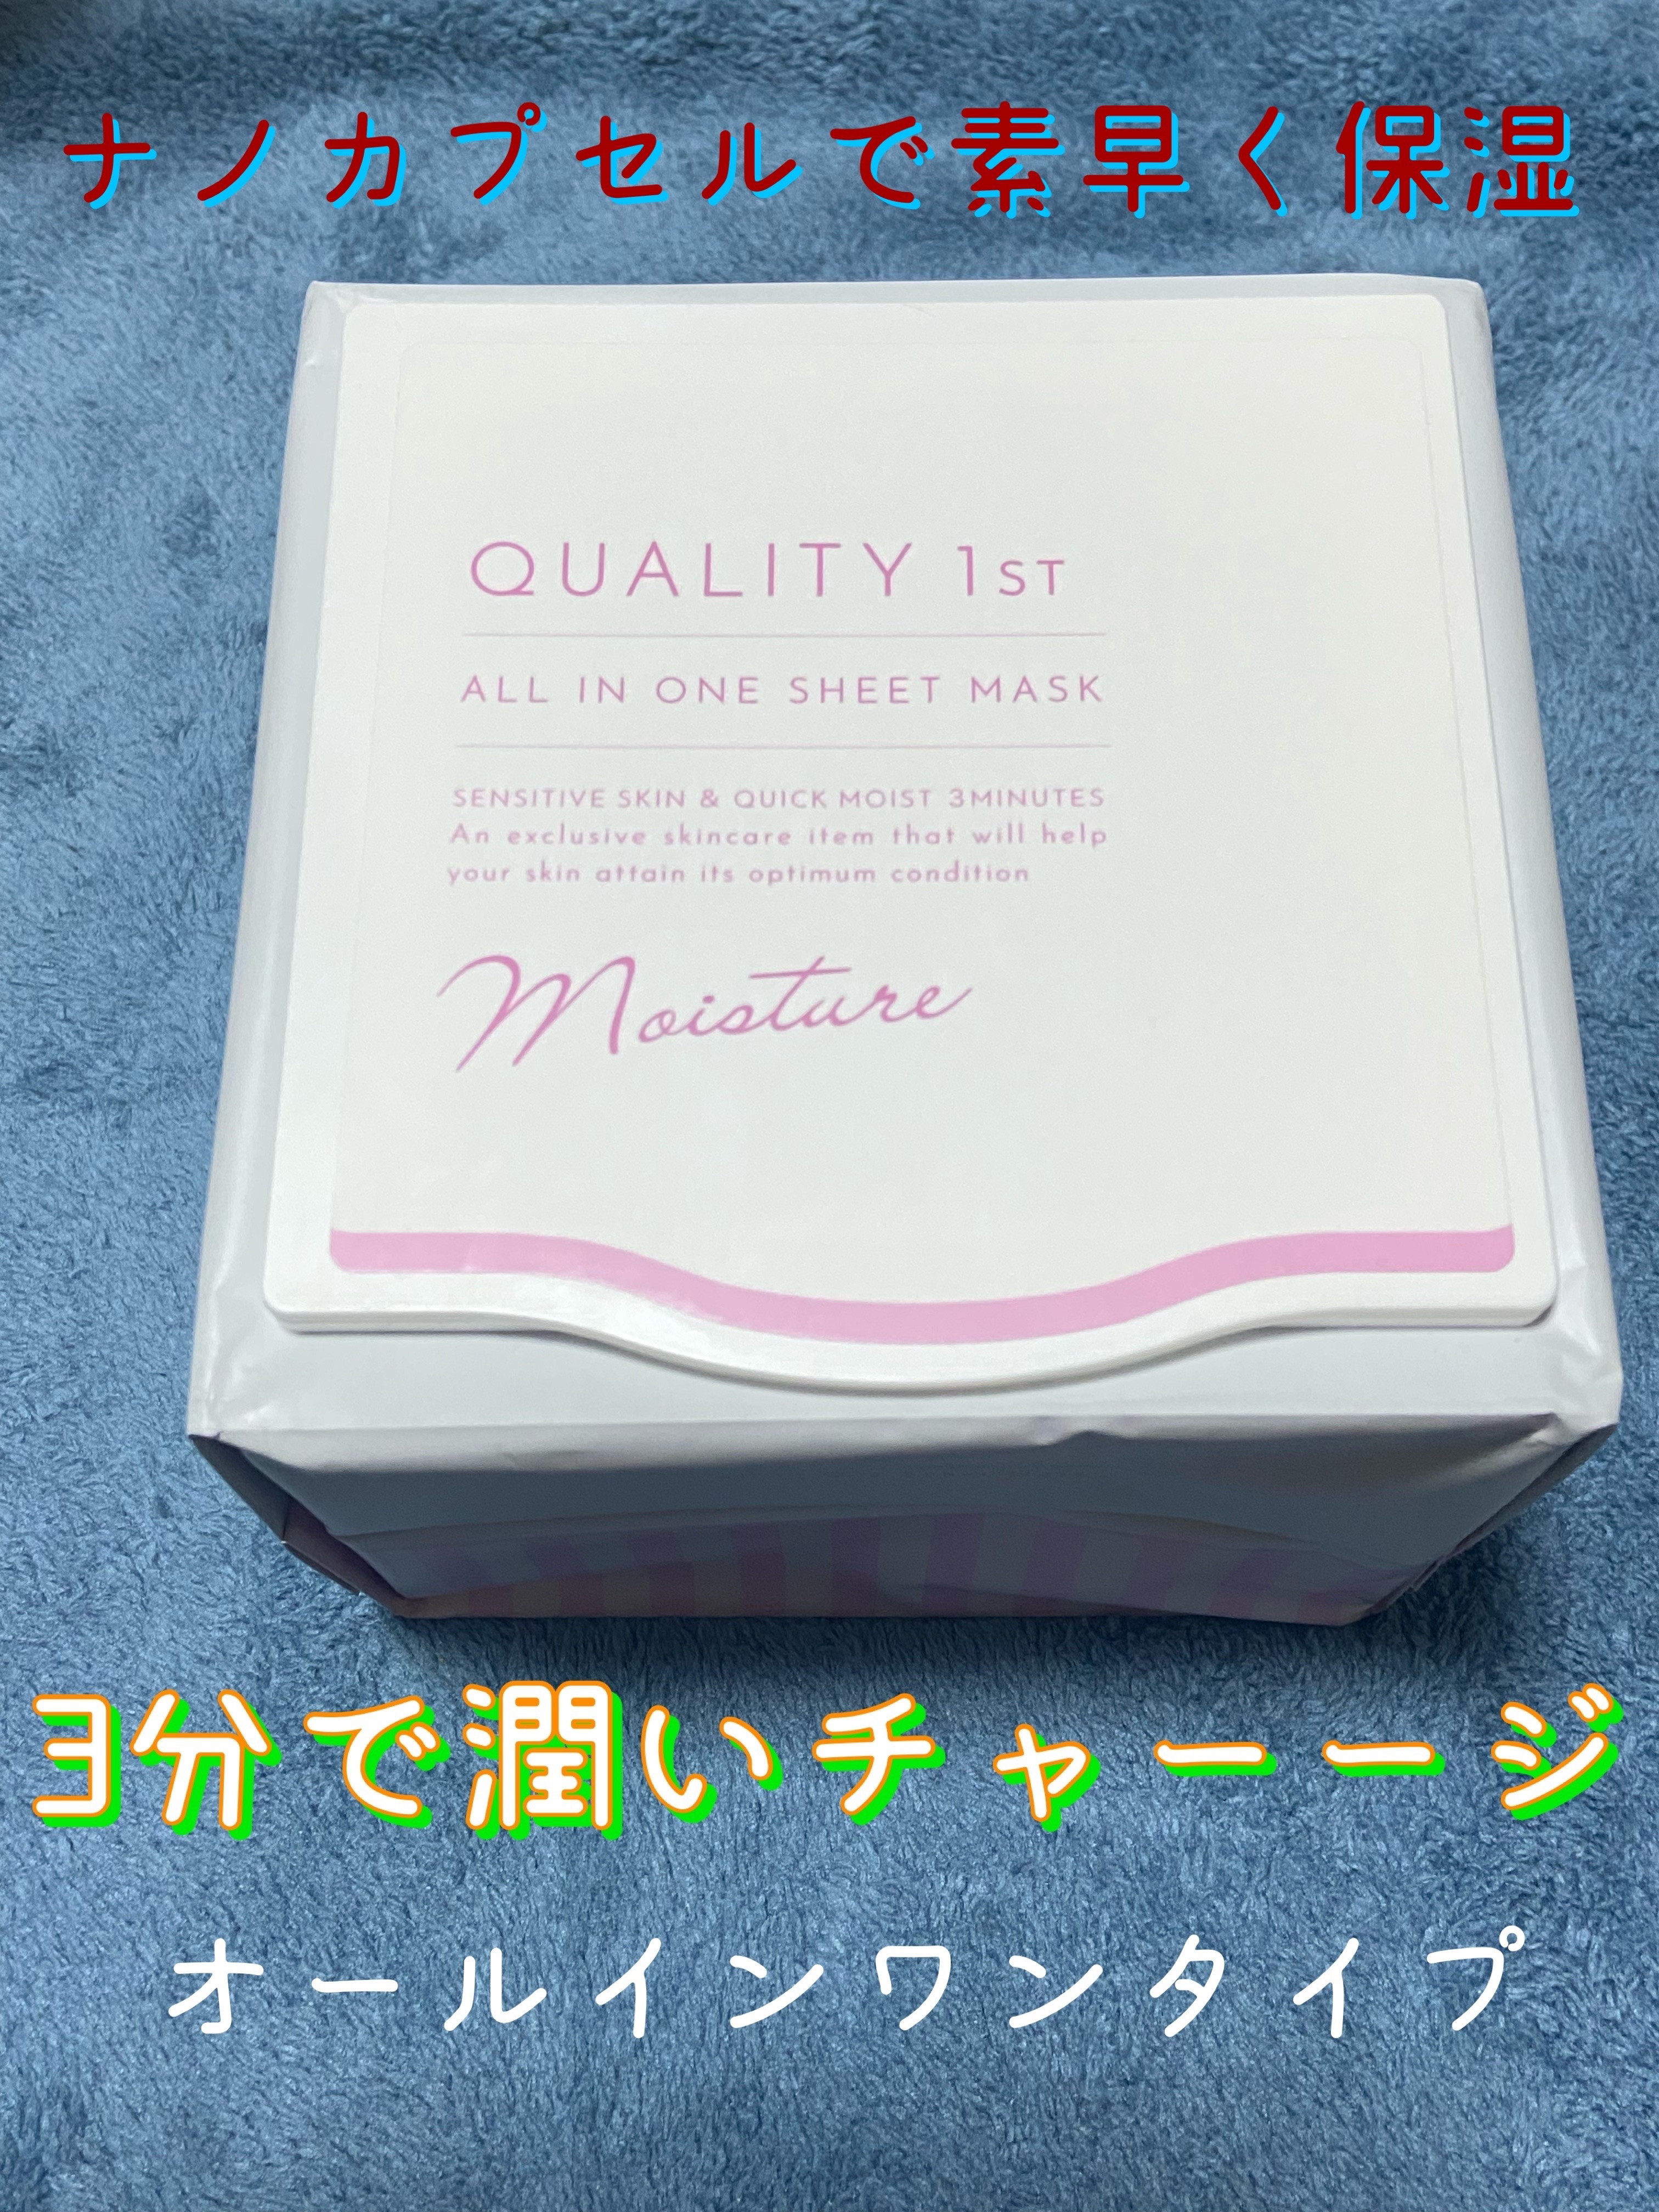 ナノカプセルで素早く保湿
QUALITY 1ST
ALL IN ONE SHEET MASK
SENSITIVE SKIN & QUICK MOIST 3MINUTES
An exclusive skincare item that will help
your skin attain its optimum condition
Moisture
3分で潤いチャーージ
オールインワンタイプ